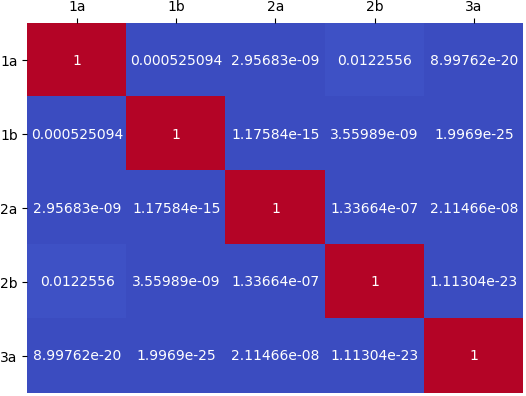 1a 1b 2a 2b 3a
1a 1 0.000525094 2.95683e-09 0.0122556 8.99762e-20
1b 0.000525094 1 1.17584e-15 3.55989e-09 1.9969e-25
2a 2.95683e-09 1.17584e-15 1 1.33664e-07 2.11466e-08
2b 0.0122556 3.55989e-09 1.33664e-07 1 1.11304e-23
3a 8.99762e-20 1.9969e-25 2.11466e-08 1.11304e-23 1